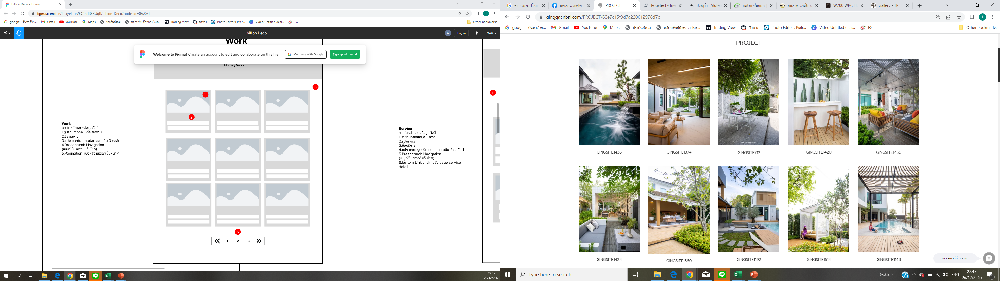 billion Deco – Figma
figma.com/file/FhxyelLTeVEC1sdRE8UqlI/billion-Deco?node-id=0%3A1
google - ค้นหาด้วย...
Gmail
YouTube
Maps
ประกันสังคม
หลักทรัพย์บัวหลวง โทร...
Trading View
คิวช่าง
Photo Editor : Pixlr...
Video Untitled desi...
FX
Other bookmarks
billion Deco
A
Log in
34%
Work
Welcome to Figma! Create an account to edit and collaborate on this file.
Continue with Google
Sign up with email
Home / Work
3
1
2
Work
ภายในหน้าแสดงข้อมูลดังนี้
1.รูปthumbnailแต่ละผลงาน
2.ชื่อผลงาน
3.แบ่ง cardผลงานย่อย ออกเป็น 3 คอลัมน์
4.Breadcrumb Navigation
(เมนูที่ใช้นำทางในเว็บไซต์)
5.Pagination แบ่งผลงานออกเป็นหน้า ๆ
5
1 2 3
1
Service
ภายในหน้าแสดงข้อมูลดังนี้
1.รายละเอียดข้อมูล บริการ
2.รูปบริการ
3.ชื่อบริการ
4.แบ่ง card รูปบริการย่อย ออกเป็น 2 คอลัมน์
5.Breadcrumb Navigation
(เมนูที่ใช้นำทางในเว็บไซต์)
6.buttom Link click ไปยัง page service
detail
22:47
26/12/2565
คำ อวยพรปีใหม่
บิลเลียน เดคโค
PROJECT
Roovtect - Inn
ประตูรั้ว | Alufer
ริมสวน ซันเนอรี่
กันสาด แผ่นโปร่ง
W700 WPC Fl
Gallery - TREE
ginggaanbai.com/PROJECT/60e7c15f0d7a220012976d7c
google - ค้นหาด้วย...
Gmail
YouTube
Maps
ประกันสังคม
หลักทรัพย์บัวหลวง โทร...
Trading View
คิวช่าง
Photo Editor : Pixlr...
Video Untitled desi...
FX
Other bookmarks
PROJECT
GINGSITE1435
GINGSITE1374
GINGSITE712
GINGSITE1420
GINGSITE1450
GINGSITE1424
GINGSITE1560
GINGSITE1192
GINGSITE1514
GINGSITE1148
ติดต่อเราที่นี่ได้เลยค่ะ
Type here to search
Desktop
ENG
22:47
26/12/2565
1